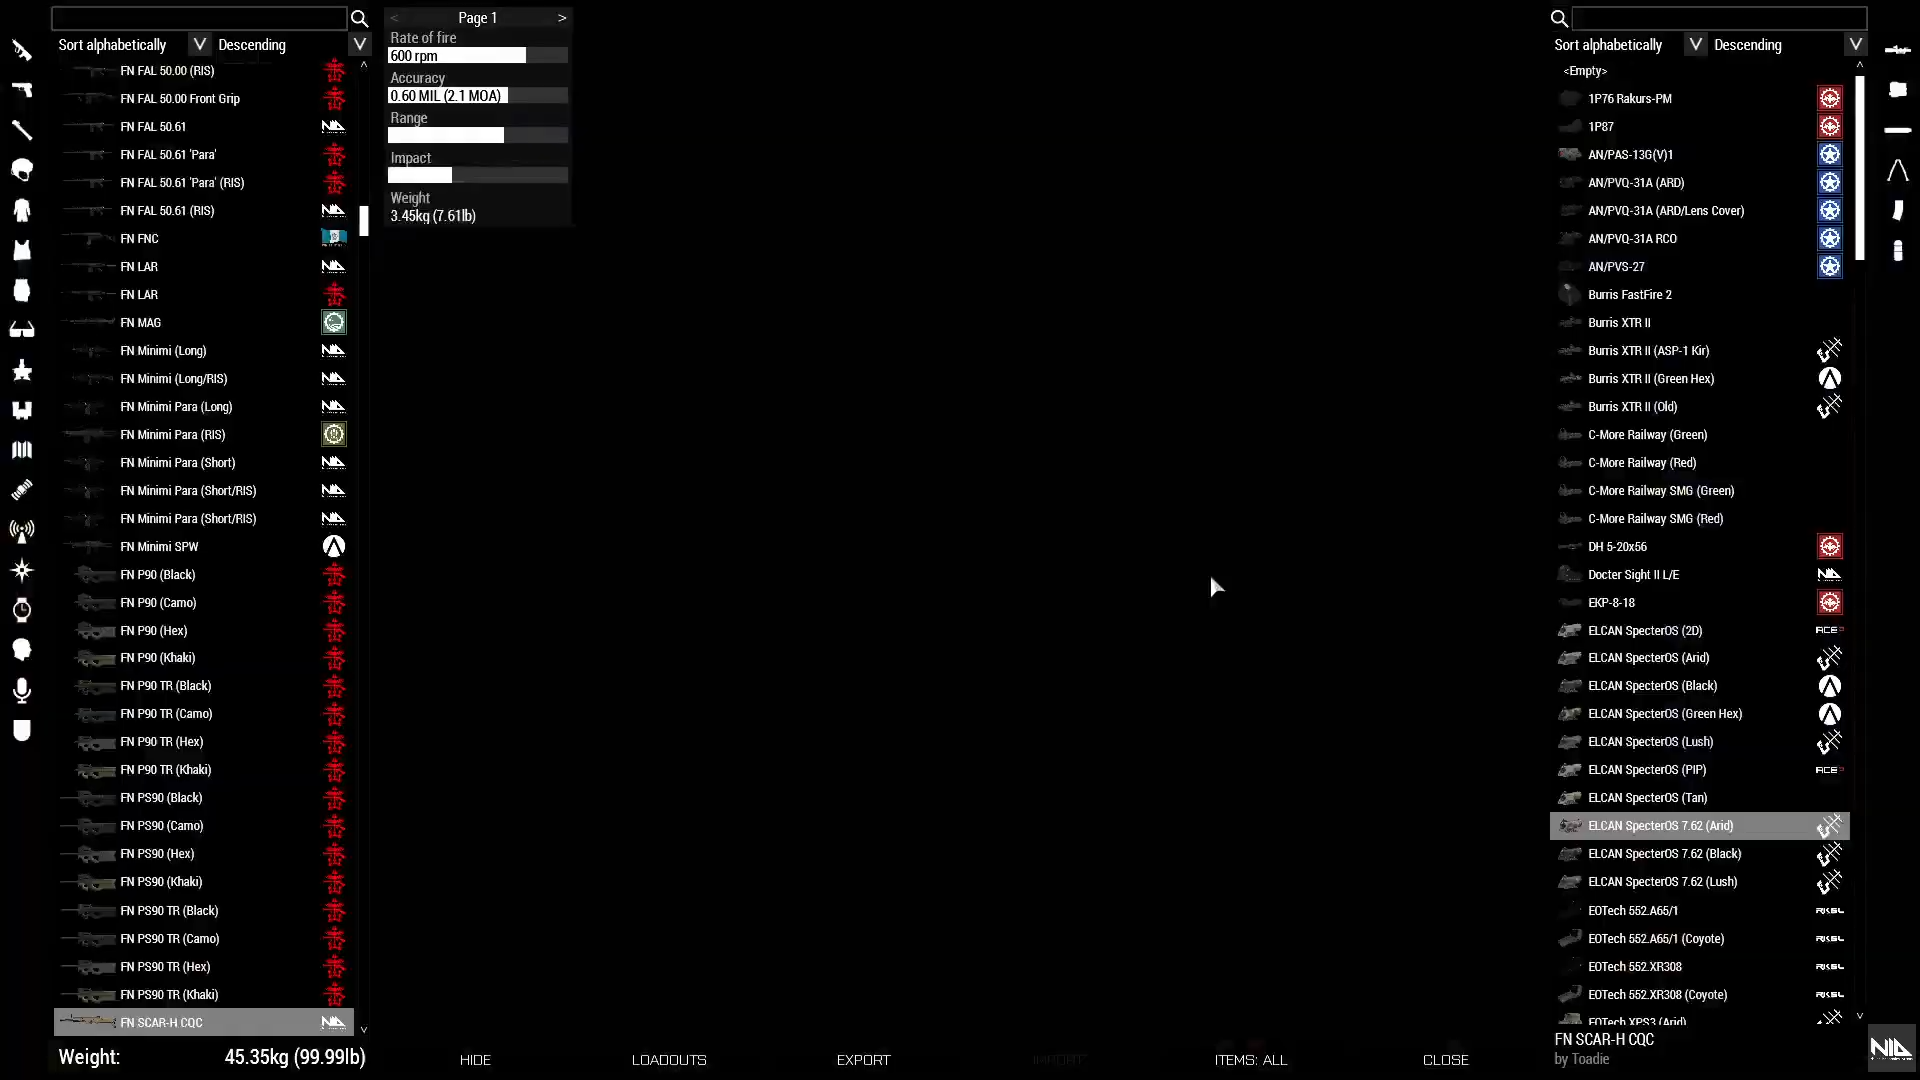 Sort alphabetically
Descending
FN FAL 50.00 (RIS)
FN FAL 50.00 Front Grip
FN FAL 50.61
FN FAL 50.61 'Para'
FN FAL 50.61 'Para' (RIS)
FN FAL 50.61 (RIS)
FN FNC
FN LAR
FN LAR
FN MAG
FN Minimi (Long)
FN Minimi (Long/RIS)
FN Minimi Para (Long)
FN Minimi Para (RIS)
FN Minimi Para (Short)
FN Minimi Para (Short/RIS)
FN Minimi Para (Short/RIS)
FN Minimi SPW
FN P90 (Black)
FN P90 (Camo)
FN P90 (Hex)
FN P90 (Khaki)
FN P90 TR (Black)
FN P90 TR (Camo)
FN P90 TR (Hex)
FN P90 TR (Khaki)
FN PS90 (Black)
FN PS90 (Camo)
FN PS90 (Hex)
FN PS90 (Khaki)
FN PS90 TR (Black)
FN PS90 TR (Camo)
FN PS90 TR (Hex)
FN PS90 TR (Khaki)
FN SCAR-H CQC
Weight: 45.35kg (99.99lb)
< Page 1 >
Rate of fire
600 rpm
Accuracy
0.60 MIL (2.1 MOA)
Range
Impact
Weight
3.45kg (7.61lb)
HIDE
LOADOUTS
EXPORT
IMPORT
ITEMS: ALL
CLOSE
Sort alphabetically
Descending
<Empty>
1P76 Rakurs-PM
1P87
AN/PAS-13G(V)1
AN/PVQ-31A (ARD)
AN/PVQ-31A (ARD/Lens Cover)
AN/PVQ-31A RCO
AN/PVS-27
Burris FastFire 2
Burris XTR II
Burris XTR II (ASP-1 Kir)
Burris XTR II (Green Hex)
Burris XTR II (Old)
C-More Railway (Green)
C-More Railway (Red)
C-More Railway SMG (Green)
C-More Railway SMG (Red)
DH 5-20x56
Docter Sight II L/E
EKP-8-18
ELCAN SpecterOS (2D)
ACE3
ELCAN SpecterOS (Arid)
ELCAN SpecterOS (Black)
ELCAN SpecterOS (Green Hex)
ELCAN SpecterOS (Lush)
ELCAN SpecterOS (PIP)
ACE3
ELCAN SpecterOS (Tan)
ELCAN SpecterOS 7.62 (Arid)
ELCAN SpecterOS 7.62 (Black)
ELCAN SpecterOS 7.62 (Lush)
EOTech 552.A65/1
RKSL
EOTech 552.A65/1 (Coyote)
RKSL
EOTech 552.XR308
RKSL
EOTech 552.XR308 (Coyote)
RKSL
EOTech XPS3 (Arid)
FN SCAR-H CQC
by Toadie